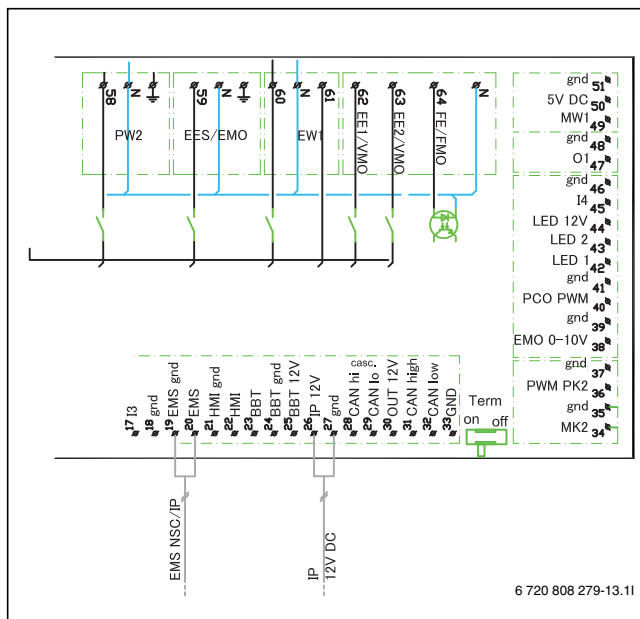 58
N
59
N
60
N
61
62
63
64
N
PW2
EES/EMO
EW1
EE1/VMO
EE2/VMO
FE/FMO
gnd 51
5V DC 50
MW1 49
gnd 48
O1 47
gnd 46
I4 45
LED 12V 44
LED 2 43
LED 1 42
gnd 41
PCO PWM 40
gnd 39
EMO 0-10V 38
gnd 37
PWM PK2 36
gnd 35
MK2 34
17 I3
18 gnd
19 EMS gnd
20 EMS
21 HMI gnd
22 HMI
23 BBT
24 BBT gnd
25 BBT 12V
26 IP 12V
27 gnd
casc.
28 CAN hi
29 CAN lo
30 OUT 12V
31 CAN high
32 CAN low
33 GND
Term
on off
EMS NSC/IP
IP
12V DC
6 720 808 279-13.1I